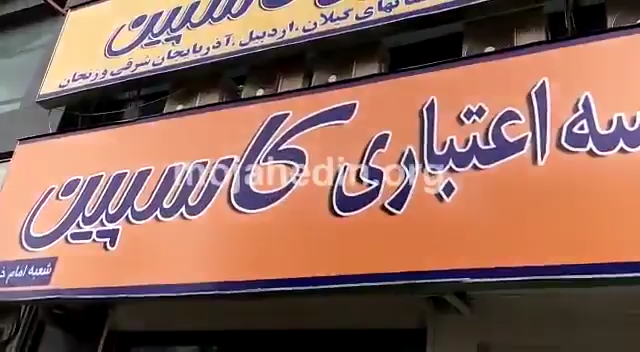 کاسپین
استانهای گیلان، اردبیل، آذربایجان شرقی و زنجان
سه اعتباری کاسپین
شعبه امام خ
mojahedin.org